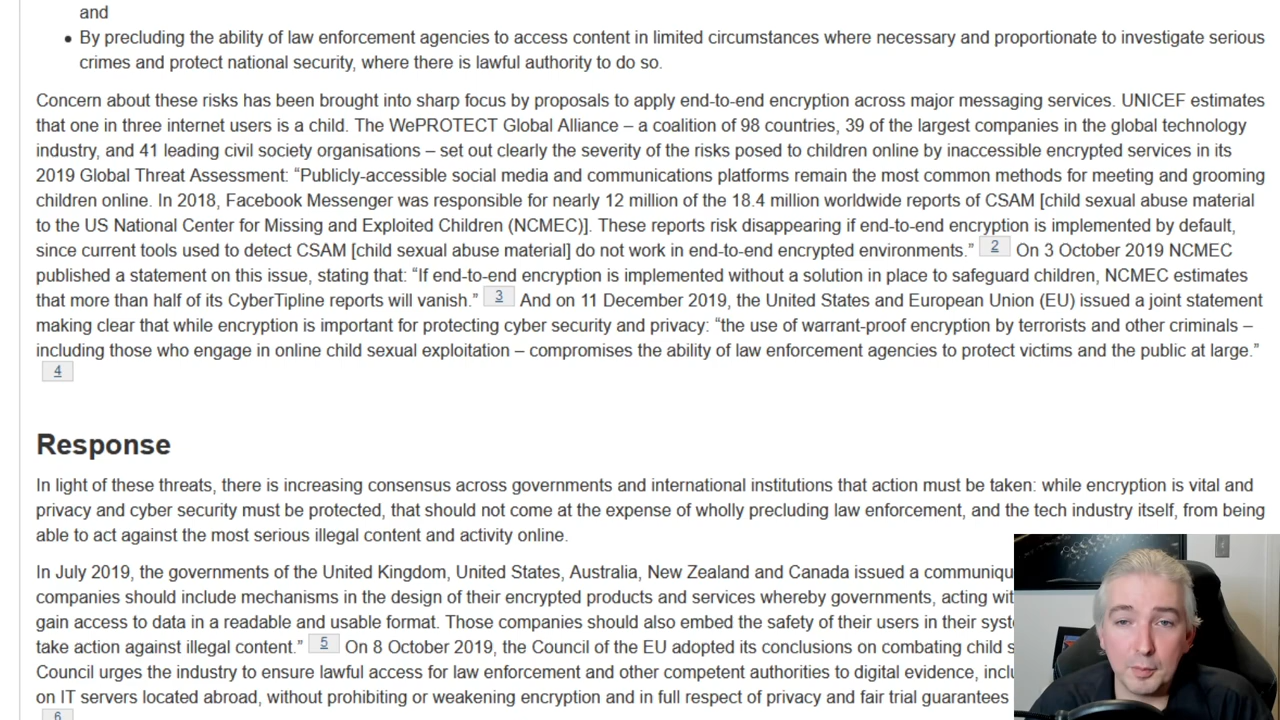 and
• By precluding the ability of law enforcement agencies to access content in limited circumstances where necessary and proportionate to investigate serious
crimes and protect national security, where there is lawful authority to do so.
Concern about these risks has been brought into sharp focus by proposals to apply end-to-end encryption across major messaging services. UNICEF estimates
that one in three internet users is a child. The WePROTECT Global Alliance – a coalition of 98 countries, 39 of the largest companies in the global technology
industry, and 41 leading civil society organisations – set out clearly the severity of the risks posed to children online by inaccessible encrypted services in its
2019 Global Threat Assessment: “Publicly-accessible social media and communications platforms remain the most common methods for meeting and grooming
children online. In 2018, Facebook Messenger was responsible for nearly 12 million of the 18.4 million worldwide reports of CSAM [child sexual abuse material
to the US National Center for Missing and Exploited Children (NCMEC)]. These reports risk disappearing if end-to-end encryption is implemented by default,
since current tools used to detect CSAM [child sexual abuse material] do not work in end-to-end encrypted environments.” 2 On 3 October 2019 NCMEC
published a statement on this issue, stating that: “If end-to-end encryption is implemented without a solution in place to safeguard children, NCMEC estimates
that more than half of its CyberTipline reports will vanish.” 3 And on 11 December 2019, the United States and European Union (EU) issued a joint statement
making clear that while encryption is important for protecting cyber security and privacy: “the use of warrant-proof encryption by terrorists and other criminals –
including those who engage in online child sexual exploitation – compromises the ability of law enforcement agencies to protect victims and the public at large.”
4
Response
In light of these threats, there is increasing consensus across governments and international institutions that action must be taken: while encryption is vital and
privacy and cyber security must be protected, that should not come at the expense of wholly precluding law enforcement, and the tech industry itself, from being
able to act against the most serious illegal content and activity online.
In July 2019, the governments of the United Kingdom, United States, Australia, New Zealand and Canada issued a communiqu
companies should include mechanisms in the design of their encrypted products and services whereby governments, acting wit
gain access to data in a readable and usable format. Those companies should also embed the safety of their users in their syst
take action against illegal content.” 5 On 8 October 2019, the Council of the EU adopted its conclusions on combating child s
Council urges the industry to ensure lawful access for law enforcement and other competent authorities to digital evidence, inclu
on IT servers located abroad, without prohibiting or weakening encryption and in full respect of privacy and fair trial guarantees
6